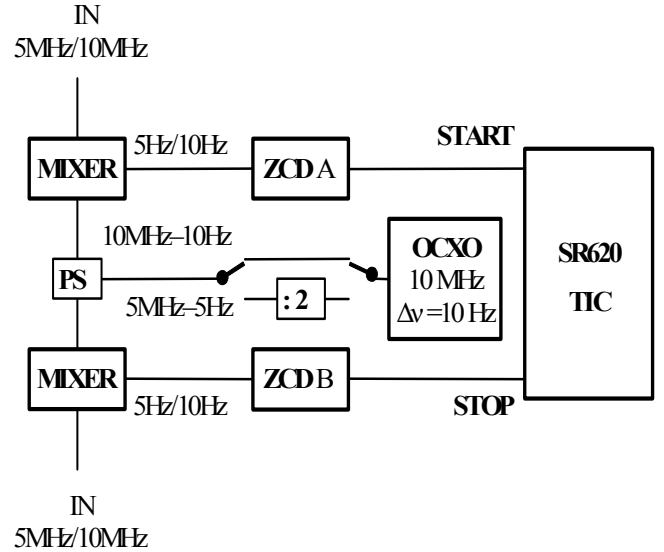 IN
5MHz/10MHz
MIXER
5Hz/10Hz
ZCD A
START
10MHz–10Hz
PS
5MHz–5Hz
: 2
OCXO
10 MHz
Δν =10 Hz
SR620
TIC
MIXER
5Hz/10Hz
ZCD B
STOP
IN
5MHz/10MHz